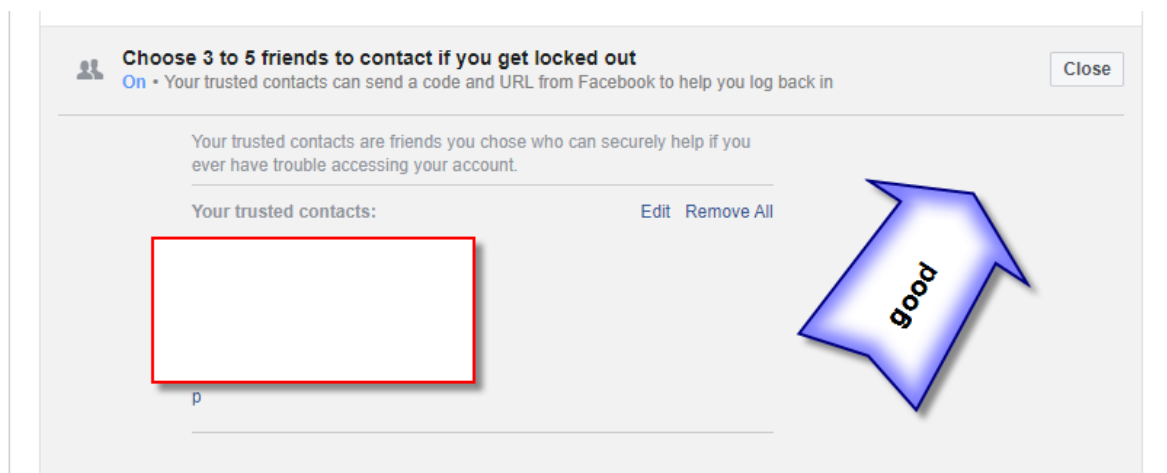 Choose 3 to 5 friends to contact if you get locked out
On • Your trusted contacts can send a code and URL from Facebook to help you log back in
Close
Your trusted contacts are friends you chose who can securely help if you
ever have trouble accessing your account.
Your trusted contacts:
Edit Remove All
good
p